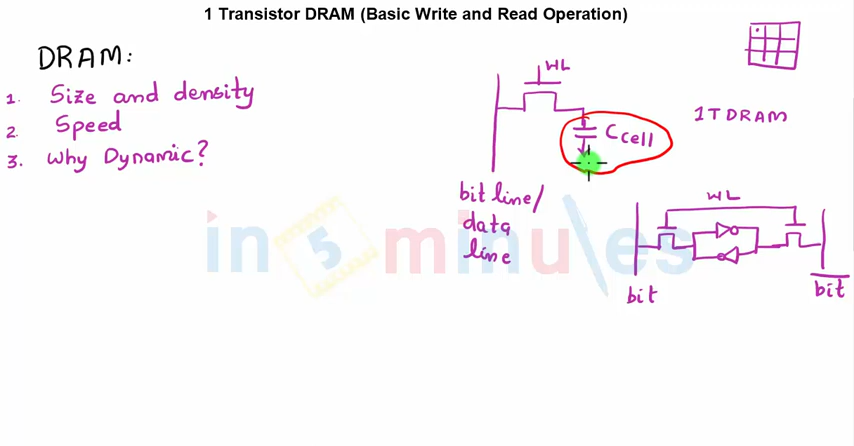 1 Transistor DRAM (Basic Write and Read Operation)
DRAM:
1. Size and density
2. Speed
3. Why Dynamic?
WL
Ccell
1T DRAM
bit line/
data
line
WL
bit
bit
in 5 minutes